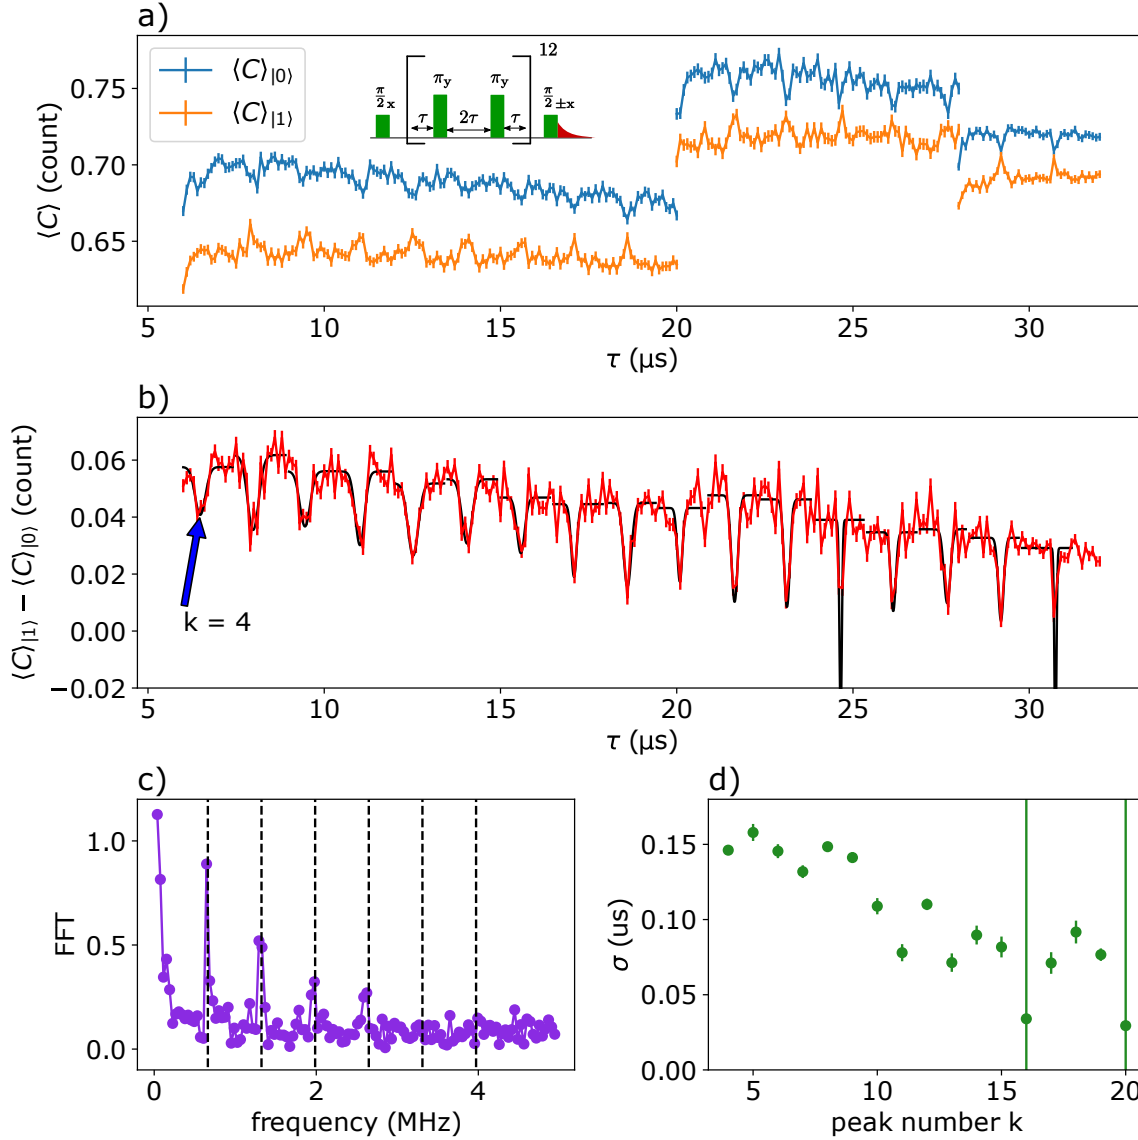 a)
⟨C⟩ (count)
0.75
0.70
0.65
⟨C⟩|0⟩
⟨C⟩|1⟩
π/2 x
τ
πy
2τ
πy
τ
12
π/2 ±x
5 10 15 20 25 30
τ (µs)
b)
⟨C⟩|1⟩ − ⟨C⟩|0⟩ (count)
0.06
0.04
0.02
0.00
−0.02
k = 4
5 10 15 20 25 30
τ (µs)
c)
FFT
1.0
0.5
0.0
0 2 4
frequency (MHz)
d)
σ (us)
0.15
0.10
0.05
0.00
5 10 15 20
peak number k